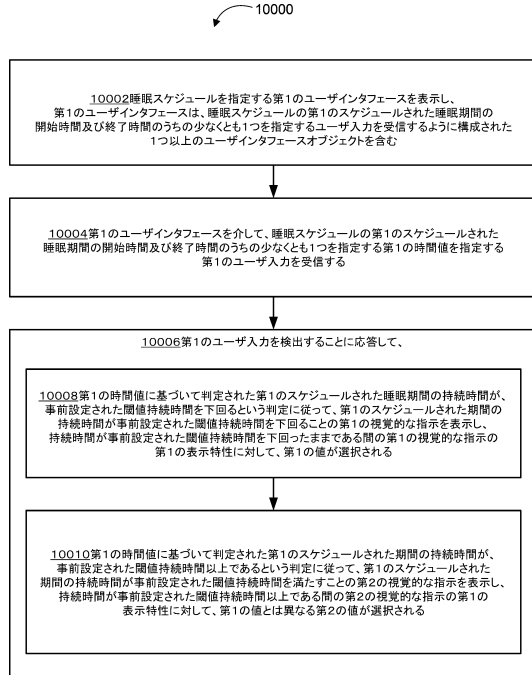 10000
10002睡眠スケジュールを指定する第1のユーザインタフェースを表示し、
第1のユーザインタフェースは、睡眠スケジュールの第1のスケジュールされた睡眠期間の
開始時間及び終了時間のうちの少なくとも1つを指定するユーザ入力を受信するように構成された
1つ以上のユーザインタフェースオブジェクトを含む
10004第1のユーザインタフェースを介して、睡眠スケジュールの第1のスケジュールされた
睡眠期間の開始時間及び終了時間のうちの少なくとも1つを指定する第1の時間値を指定する
第1のユーザ入力を受信する
10006第1のユーザ入力を検出することに応答して、
10008第1の時間値に基づいて判定された第1のスケジュールされた睡眠期間の持続時間が、
事前設定された閾値持続時間を下回るという判定に従って、第1のスケジュールされた期間の
持続時間が事前設定された閾値持続時間を下回ることの第1の視覚的な指示を表示し、
持続時間が事前設定された閾値持続時間を下回ったままである間の第1の視覚的な指示の
第1の表示特性に対して、第1の値が選択される
10010第1の時間値に基づいて判定された第1のスケジュールされた期間の持続時間が、
事前設定された閾値持続時間以上であるという判定に従って、第1のスケジュールされた
期間の持続時間が事前設定された閾値持続時間を満たすことの第2の視覚的な指示を表示し、
持続時間が事前設定された閾値持続時間以上である間の第2の視覚的な指示の第1の
表示特性に対して、第1の値とは異なる第2の値が選択される